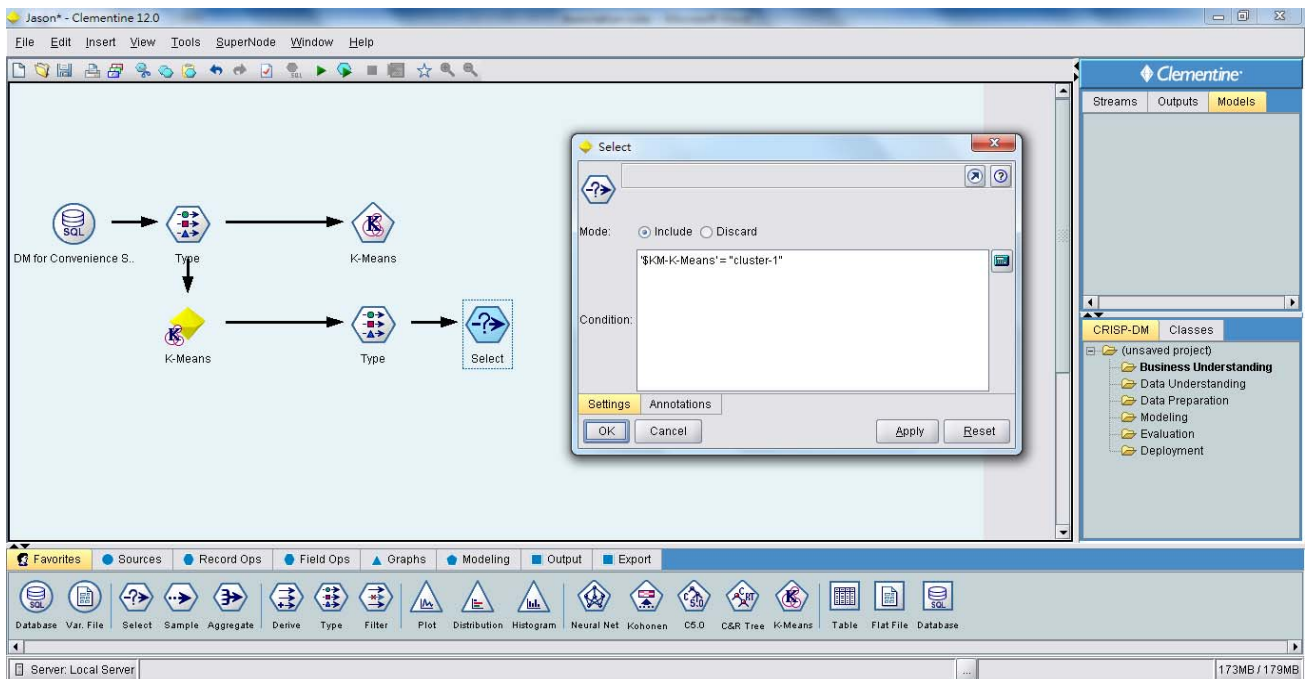 Jason* - Clementine 12.0
File Edit Insert View Tools SuperNode Window Help
SQL
Clementine
Streams Outputs Models
SQL
DM for Convenience S..
Type
K-Means
K-Means
Type
Select
Select
Mode: Include Discard
Condition: '$KM-K-Means' = "cluster-1"
Settings Annotations
OK Cancel Apply Reset
CRISP-DM Classes
(unsaved project)
Business Understanding
Data Understanding
Data Preparation
Modeling
Evaluation
Deployment
Favorites Sources Record Ops Field Ops Graphs Modeling Output Export
Database Var. File Select Sample Aggregate Derive Type Filter Plot Distribution Histogram Neural Net Kohonen C5.0 C&R Tree K-Means Table Flat File Database
Server: Local Server ... 173MB / 179MB